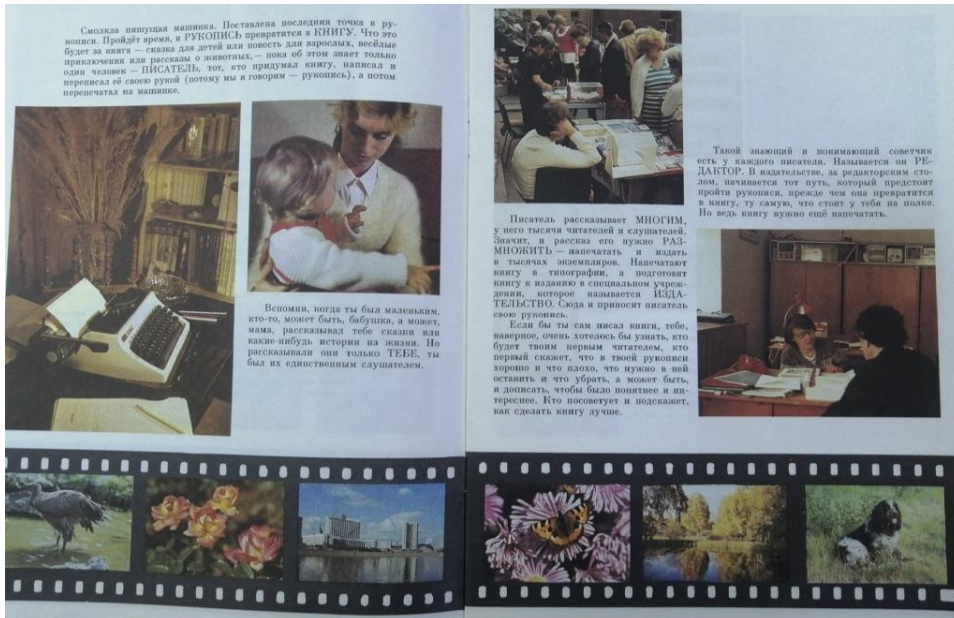 Смолкла пишущая машинка. Поставлена последняя точка в ру-
кописи. Пройдёт время, и РУКОПИСЬ превратится в КНИГУ. Что это
будет за книга — сказка для детей или повесть для взрослых, весёлые
приключения или рассказы о животных, — пока об этом знает только
один человек — ПИСАТЕЛЬ, тот, кто придумал книгу, написал и
переписал её своею рукой (потому мы и говорим — рукопись), а потом
перепечатал на машинке.
Вспомни, когда ты был маленьким,
кто-то, может быть, бабушка, а может,
мама, рассказывал тебе сказки или
какие-нибудь истории из жизни. Но
рассказывали они только ТЕБЕ, ты
был их единственным слушателем.
Писатель рассказывает МНОГИМ,
у него тысячи читателей и слушателей.
Значит, и рассказ его нужно РАЗ-
МНОЖИТЬ — напечатать и издать
в тысячах экземпляров. Напечатают
книгу в типографии, а подготовят
книгу к изданию в специальном учреж-
дении, которое называется ИЗДА-
ТЕЛЬСТВО. Сюда и приносит писатель
свою рукопись.
Если бы ты сам писал книги, тебе,
наверное, очень хотелось бы узнать, кто
будет твоим первым читателем, кто
первый скажет, что в твоей рукописи
хорошо и что плохо, что нужно в ней
оставить и что убрать, а может быть,
и дописать, чтобы было понятнее и ин-
тереснее. Кто посоветует и подскажет,
как сделать книгу лучше.
Такой знающий и понимающий советчик
есть у каждого писателя. Называется он РЕ-
ДАКТОР. В издательстве, за редакторским сто-
лом, начинается тот путь, который предстоит
пройти рукописи, прежде чем она превратится
в книгу, ту самую, что стоит у тебя на полке.
Но ведь книгу нужно ещё напечатать.